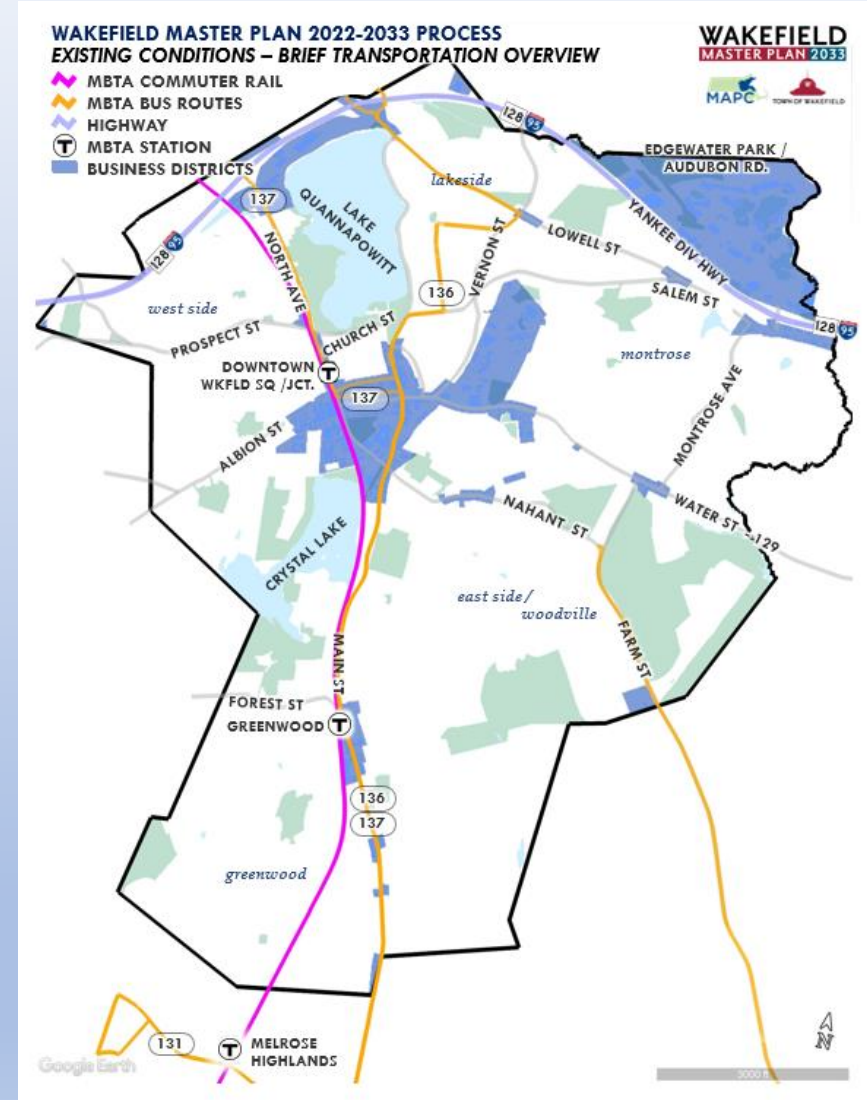 WAKEFIELD MASTER PLAN 2022-2033 PROCESS
EXISTING CONDITIONS – BRIEF TRANSPORTATION OVERVIEW
MBTA COMMUTER RAIL
MBTA BUS ROUTES
HIGHWAY
T MBTA STATION
BUSINESS DISTRICTS
WAKEFIELD
MASTER PLAN 2033
MAPC
TOWN OF WAKEFIELD
128 95
EDGEWATER PARK /
AUDUBON RD.
lakeside
137
LAKE
QUANNAPOWITT
YANKEE DIV HWY
LOWELL ST
VERNON ST
128 95
NORTH AVE
136
SALEM ST
west side
PROSPECT ST
CHURCH ST
128 95
montrose
DOWNTOWN
WKFLD SQ /JCT.
T
137
MONTROSE AVE
ALBION ST
NAHANT ST
WATER ST - 129
CRYSTAL LAKE
east side/
woodville
FARM ST
MAIN ST
FOREST ST
GREENWOOD T
136
137
greenwood
131
T MELROSE
HIGHLANDS
N
Google Earth
3000 ft